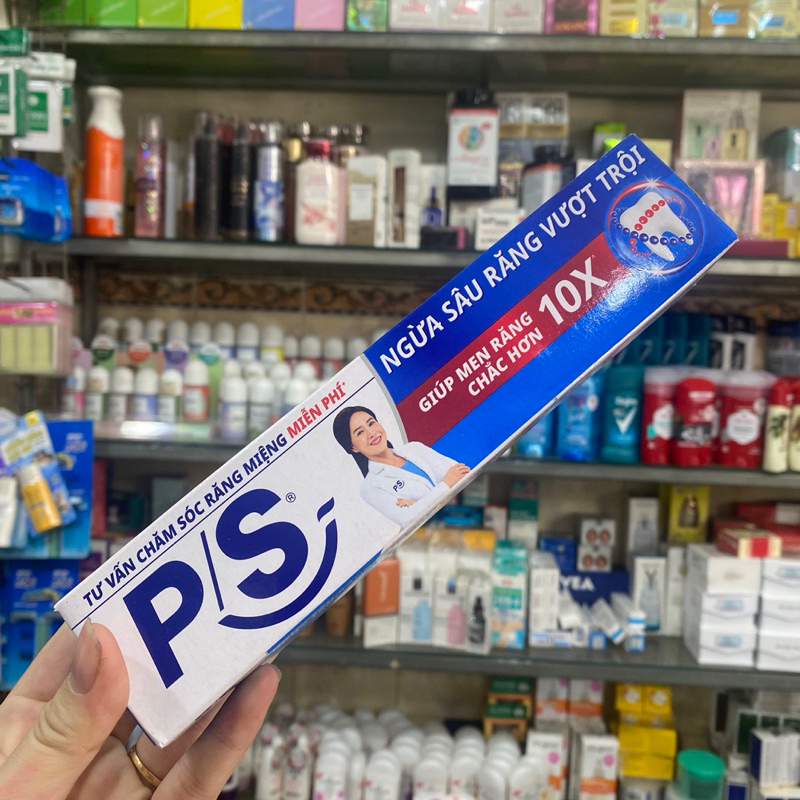 TƯ VẤN CHĂM SÓC RĂNG MIỆNG MIỄN PHÍ*
P/S®
P/S
NGỪA SÂU RĂNG VƯỢT TRỘI
GIÚP MEN RĂNG
CHẮC HƠN
10X*
NIVEA